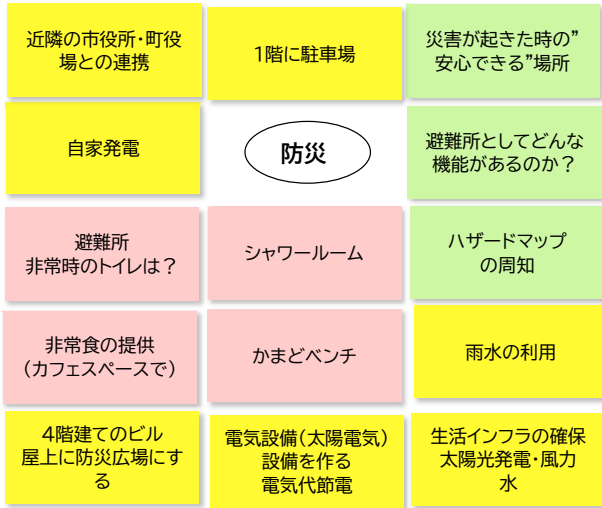 近隣の市役所・町役
場との連携
1階に駐車場
災害が起きた時の”
安心できる”場所
自家発電
防災
避難所としてどんな
機能があるのか？
避難所
非常時のトイレは？
シャワールーム
ハザードマップ
の周知
非常食の提供
（カフェスペースで）
かまどベンチ
雨水の利用
4階建てのビル
屋上に防災広場にす
る
電気設備（太陽電気）
設備を作る
電気代節電
生活インフラの確保
太陽光発電・風力
水